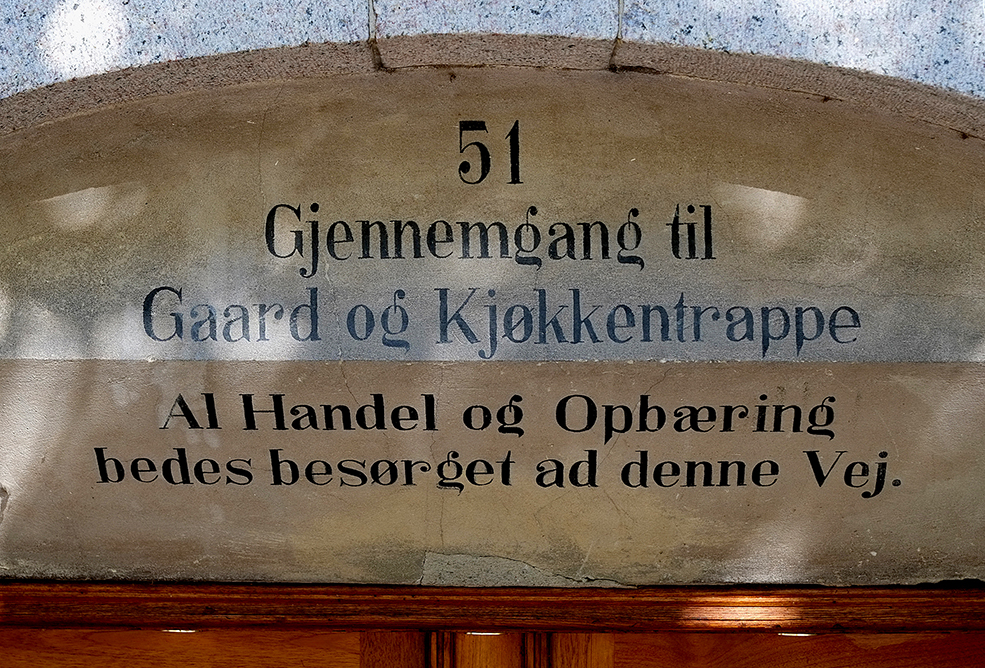 51
Gjennemgang til
Gaard og Kjøkkentrappe
Al Handel og Opbæring
bedes besørget ad denne Vej.